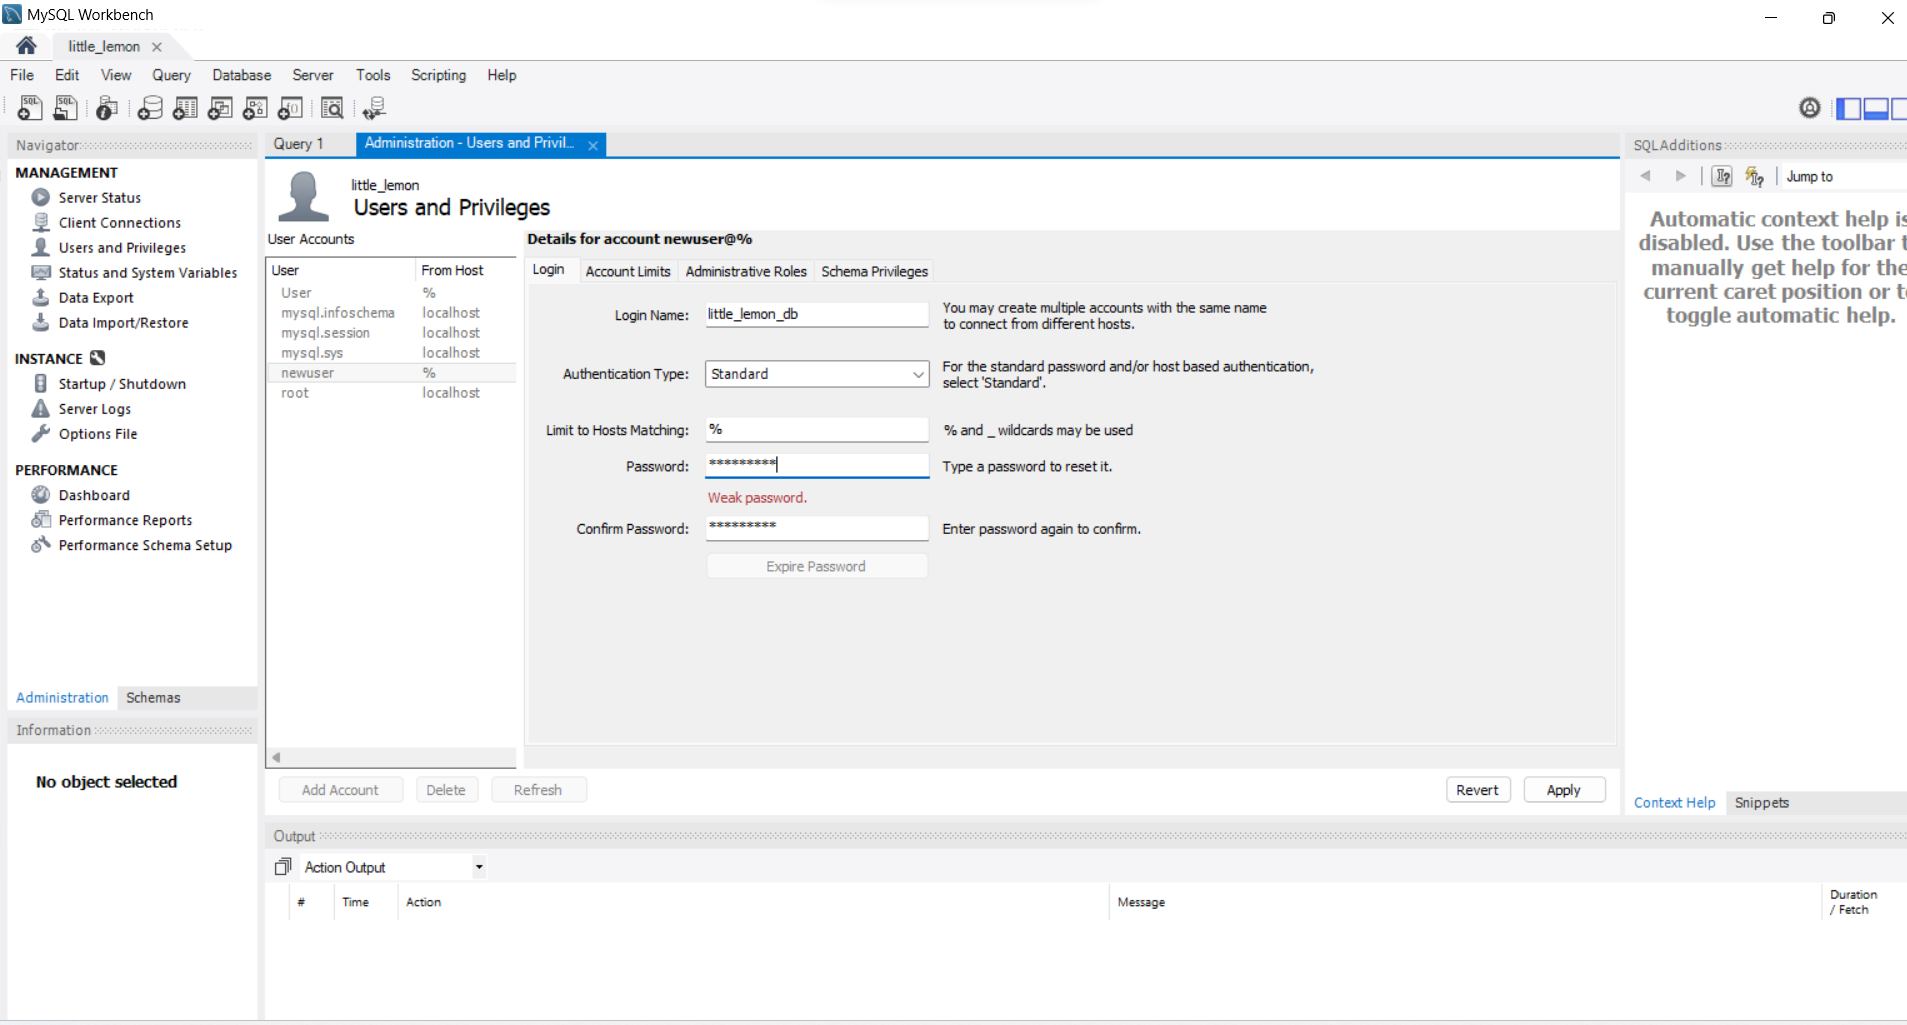 MySQL Workbench
little_lemon
File Edit View Query Database Server Tools Scripting Help
Navigator
MANAGEMENT
Server Status
Client Connections
Users and Privileges
Status and System Variables
Data Export
Data Import/Restore
INSTANCE
Startup / Shutdown
Server Logs
Options File
PERFORMANCE
Dashboard
Performance Reports
Performance Schema Setup
Administration Schemas
Information
No object selected
Query 1 Administration - Users and Privil...
little_lemon
Users and Privileges
User Accounts
User From Host
User %
mysql.infoschema localhost
mysql.session localhost
mysql.sys localhost
newuser %
root localhost
Add Account Delete Refresh
Details for account newuser@%
Login Account Limits Administrative Roles Schema Privileges
Login Name: little_lemon_db You may create multiple accounts with the same name
to connect from different hosts.
Authentication Type: Standard For the standard password and/or host based authentication,
select 'Standard'.
Limit to Hosts Matching: % % and _ wildcards may be used
Password: ********* Type a password to reset it.
Weak password.
Confirm Password: ********* Enter password again to confirm.
Expire Password
Revert Apply
SQLAdditions
Jump to
Automatic context help is
disabled. Use the toolbar t
manually get help for the
current caret position or t
toggle automatic help.
Context Help Snippets
Output
Action Output
# Time Action Message Duration
/ Fetch